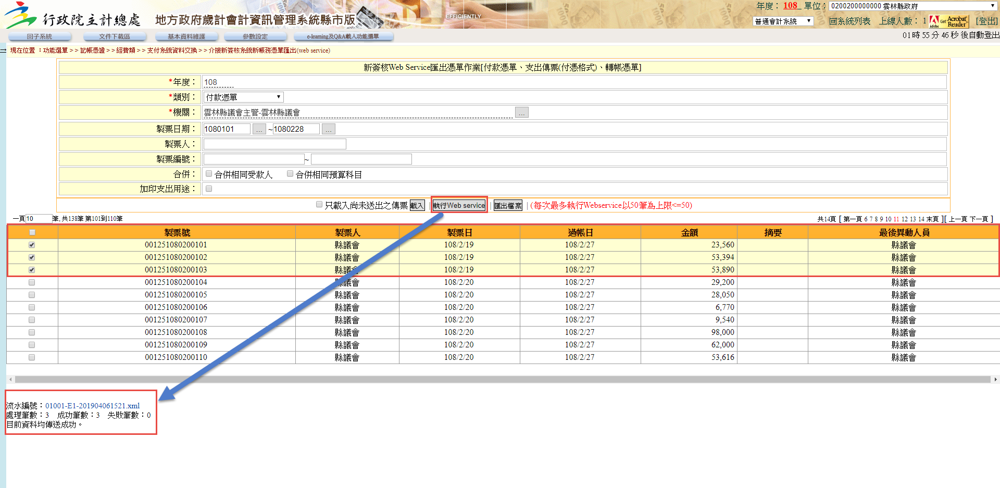 行政院主計總處 地方政府歲計會計資訊管理系統縣市版 EFFICIENTLY
年度： 108 單位： 0200200000000 雲林縣政府
普通會計系統 回系統列表 上線人數： 1 Get Acrobat Reader Adobe [登出]
回子系統 文件下載區 基本資料維護 參數設定 e-learning及Q&A載入功能選單
01 時 55 分 46 秒 後自動登出
現在位置 ：功能選單>>記帳憑證>>經費類>>支付系統資料交換>>介接新簽核系統新帳務憑單匯出(web service)
新簽核Web Service匯出憑單作業[付款憑單、支出傳票(付憑格式)、轉帳憑單]
*年度： 108
*類別： 付款憑單
*機關： 雲林縣議會主管-雲林縣議會 ...
製票日期： 1080101 ... ~1080228 ...
製票人：
製票編號： ~
合併： 合併相同受款人 合併相同預算科目
加印支出用途：
只載入尚未送出之傳票 載入 | 執行Web service | 匯出檔案 | (每次最多執行Webservice以50筆為上限<=50)
一頁10 筆, 共138筆 第101到110筆 共14頁 [ 第一頁 6 7 8 9 10 11 12 13 14 末頁 ][ 上一頁 下一頁 ]
製票號 製票人 製票日 過帳日 金額 摘要 最後異動人員
001251080200101 縣議會 108/2/19 108/2/27 23,560 縣議會
001251080200102 縣議會 108/2/19 108/2/27 53,394 縣議會
001251080200103 縣議會 108/2/19 108/2/27 53,890 縣議會
001251080200104 縣議會 108/2/20 108/2/27 29,200 縣議會
001251080200105 縣議會 108/2/20 108/2/27 28,050 縣議會
001251080200106 縣議會 108/2/20 108/2/27 6,770 縣議會
001251080200107 縣議會 108/2/20 108/2/27 9,540 縣議會
001251080200108 縣議會 108/2/20 108/2/27 98,000 縣議會
001251080200109 縣議會 108/2/20 108/2/27 62,000 縣議會
001251080200110 縣議會 108/2/20 108/2/27 53,616 縣議會
流水編號：01001-E1-201904061521.xml
處理筆數：3 成功筆數：3 失敗筆數：0
目前資料均傳送成功。